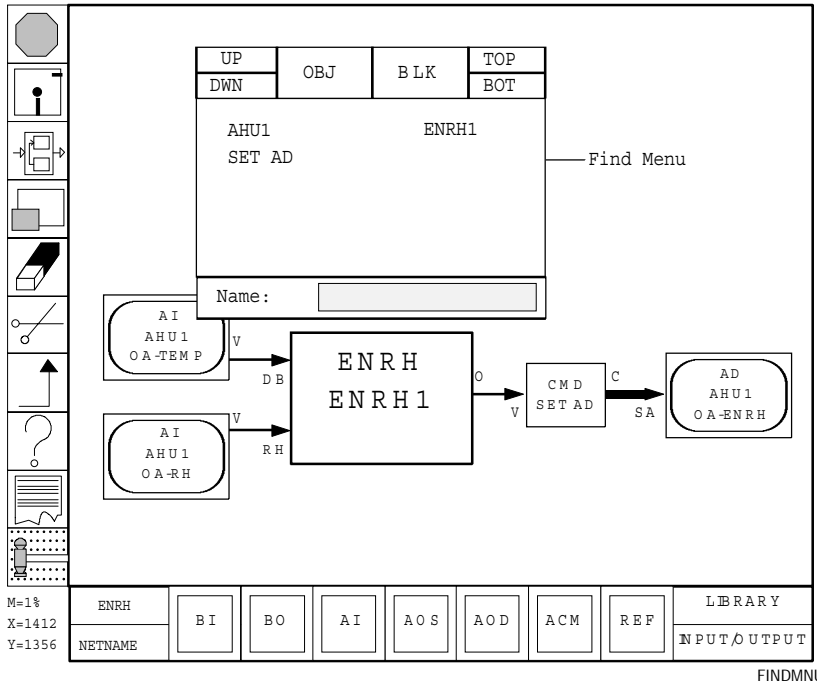 UP
DWN
OBJ
BLK
TOP
BOT
AHU1 ENRH1
SET AD
Find Menu
Name:
AI
AHU1
OA-TEMP
V
DB
AI
AHU1
OA-RH
V
RH
ENRH
ENRH1
O
V
CMD
SET AD
C
SA
AD
AHU1
OA-ENRH
M=1%
X=1412
Y=1356
ENRH
NETNAME
BI
BO
AI
AOS
AOD
ACM
REF
LIBRARY
INPUT/OUTPUT
FINDMNU